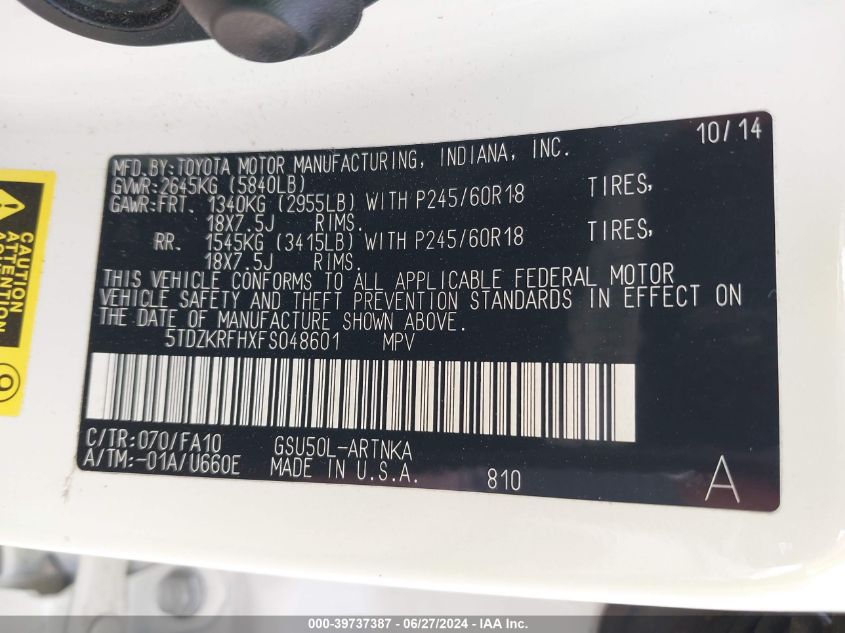 10/14
MFD.BY:TOYOTA MOTOR MANUFACTURING, INDIANA, INC.
GVWR:2645KG (5840LB)
GAWR:FRT. 1340KG (2955LB) WITH P245/60R18 TIRES,
18X7.5J RIMS.
RR. 1545KG (3415LB) WITH P245/60R18 TIRES,
18X7.5J RIMS.
THIS VEHICLE CONFORMS TO ALL APPLICABLE FEDERAL MOTOR
VEHICLE SAFETY AND THEFT PREVENTION STANDARDS IN EFFECT ON
THE DATE OF MANUFACTURE SHOWN ABOVE.
5TDZKRFHXFS048601 MPV
C/TR:070/FA10 GSU50L-ARTNKA
A/TM:-01A/U660E MADE IN U.S.A. 810 A
CAUTION
ATTENTION
000-39737387 - 06/27/2024 - IAA Inc.